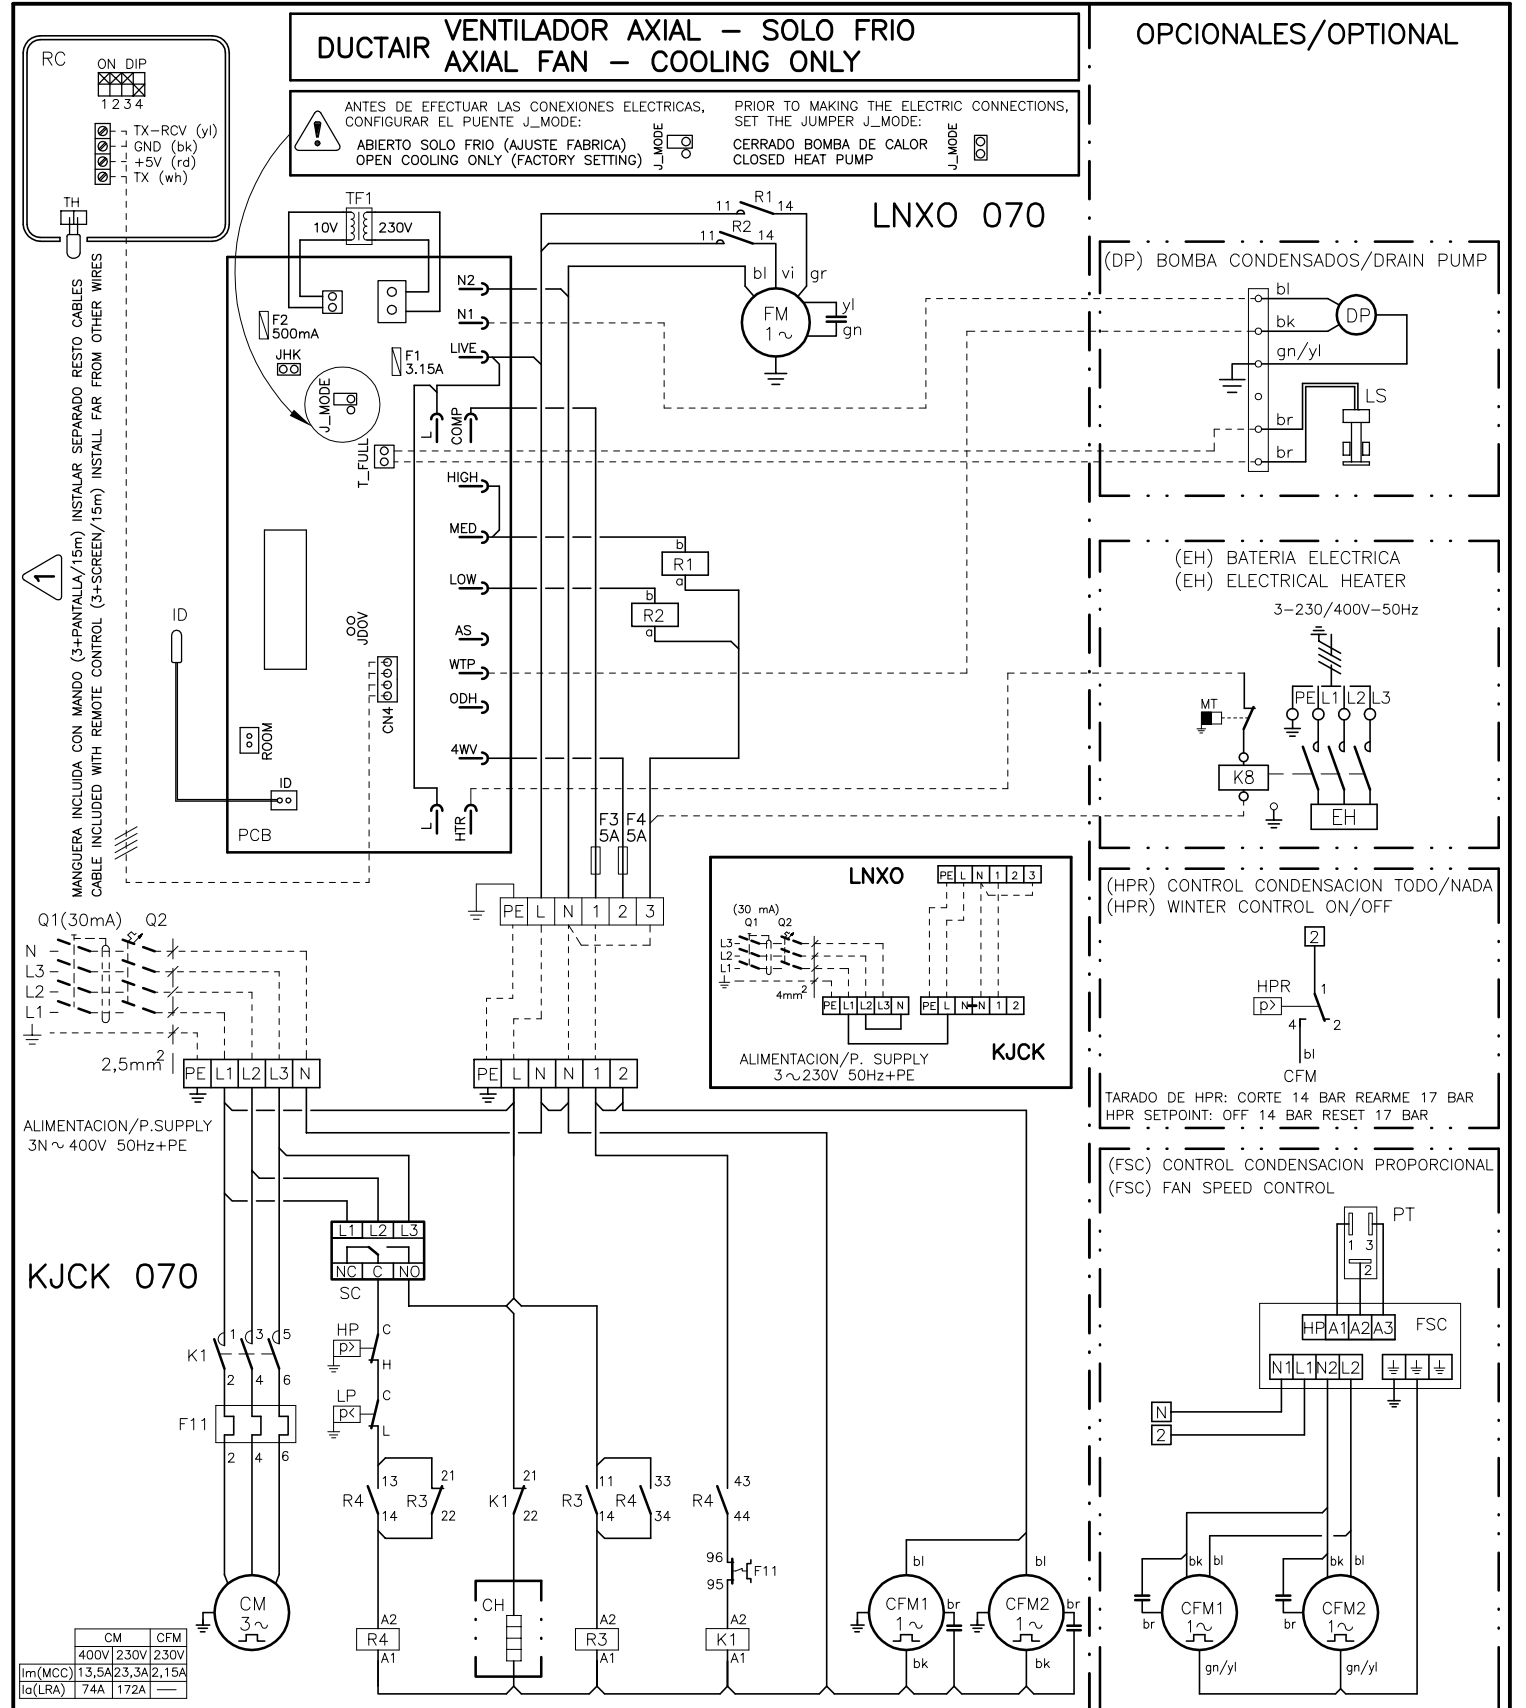 DUCTAIR
VENTILADOR AXIAL – SOLO FRIO
AXIAL FAN – COOLING ONLY
OPCIONALES/OPTIONAL
RC
ON DIP
1 2 3 4
TX-RCV (yl)
GND (bk)
+5V (rd)
TX (wh)
TH
ANTES DE EFECTUAR LAS CONEXIONES ELECTRICAS,
CONFIGURAR EL PUENTE J_MODE:
ABIERTO SOLO FRIO (AJUSTE FABRICA)
OPEN COOLING ONLY (FACTORY SETTING)
J_MODE
PRIOR TO MAKING THE ELECTRIC CONNECTIONS,
SET THE JUMPER J_MODE:
CERRADO BOMBA DE CALOR
CLOSED HEAT PUMP
J_MODE
LNXO 070
TF1
10V
230V
F2
500mA
JHK
F1
3.15A
J_MODE
T_FULL
N2
N1
LIVE
L
COMP
HIGH
MED
LOW
AS
WTP
ODH
4WV
L
HTR
JDOV
CN4
ROOM
ID
PCB
ID
1
MANGUERA INCLUIDA CON MANDO (3+PANTALLA/15m) INSTALAR SEPARADO RESTO CABLES
CABLE INCLUDED WITH REMOTE CONTROL (3+SCREEN/15m) INSTALL FAR FROM OTHER WIRES
11 R1 14
11 R2 14
bl vi gr
FM
1~
yl
gn
b
R1
a
b
R2
a
F3 F4
5A 5A
PE L N 1 2 3
(DP) BOMBA CONDENSADOS/DRAIN PUMP
bl
bk
DP
gn/yl
br
br
LS
(EH) BATERIA ELECTRICA
(EH) ELECTRICAL HEATER
3-230/400V-50Hz
PE L1 L2 L3
MT
K8
EH
(HPR) CONTROL CONDENSACION TODO/NADA
(HPR) WINTER CONTROL ON/OFF
2
HPR
p>
1
4 2
bl
CFM
TARADO DE HPR: CORTE 14 BAR REARME 17 BAR
HPR SETPOINT: OFF 14 BAR RESET 17 BAR
LNXO
PE L N 1 2 3
(30 mA)
Q1 Q2
L3
L2
L1
4mm2
PE L1 L2 L3 N
PE L N N 1 2
KJCK
ALIMENTACION/P. SUPPLY
3~230V 50Hz+PE
Q1(30mA) Q2
N
L3
L2
L1
2,5mm2
PE L1 L2 L3 N
PE L N N 1 2
ALIMENTACION/P.SUPPLY
3N~400V 50Hz+PE
KJCK 070
L1 L2 L3
NC C NO
SC
K1
1 3 5
2 4 6
F11
2 4 6
HP
p>
C
H
LP
p<
C
L
R4 13 14
R3 21 22
K1 21 22
R3 11 14
R4 33 34
R4 43 44
96
95
F11
CM
3~
CH
A2
R4
A1
A2
R3
A1
A2
K1
A1
bl
CFM1
1~
br
bk
bl
CFM2
1~
br
bk
CM CFM
400V 230V 230V
Im(MCC) 13,5A 23,3A 2,15A
Ia(LRA) 74A 172A —
(FSC) CONTROL CONDENSACION PROPORCIONAL
(FSC) FAN SPEED CONTROL
PT
1 3
2
HP A1 A2 A3
FSC
N1 L1 N2 L2
N
2
bk bl
CFM1
1~
br
gn/yl
bk bl
CFM2
1~
br
gn/yl